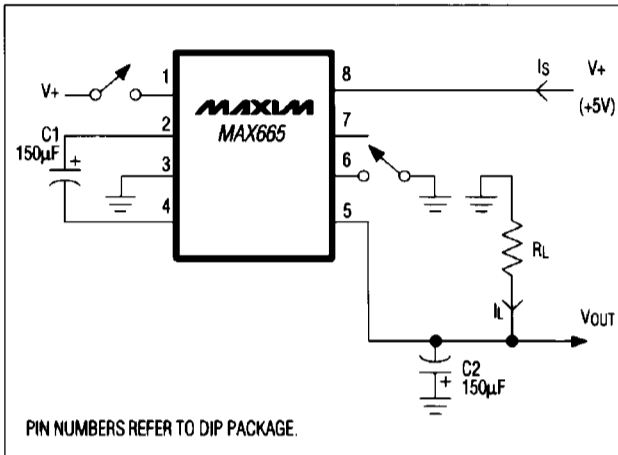 V+
1
8
IS
V+
(+5V)
MAXIM
MAX665
C1
150µF
+
2
7
3
6
4
5
RL
IL
VOUT
C2
+
150µF
PIN NUMBERS REFER TO DIP PACKAGE.